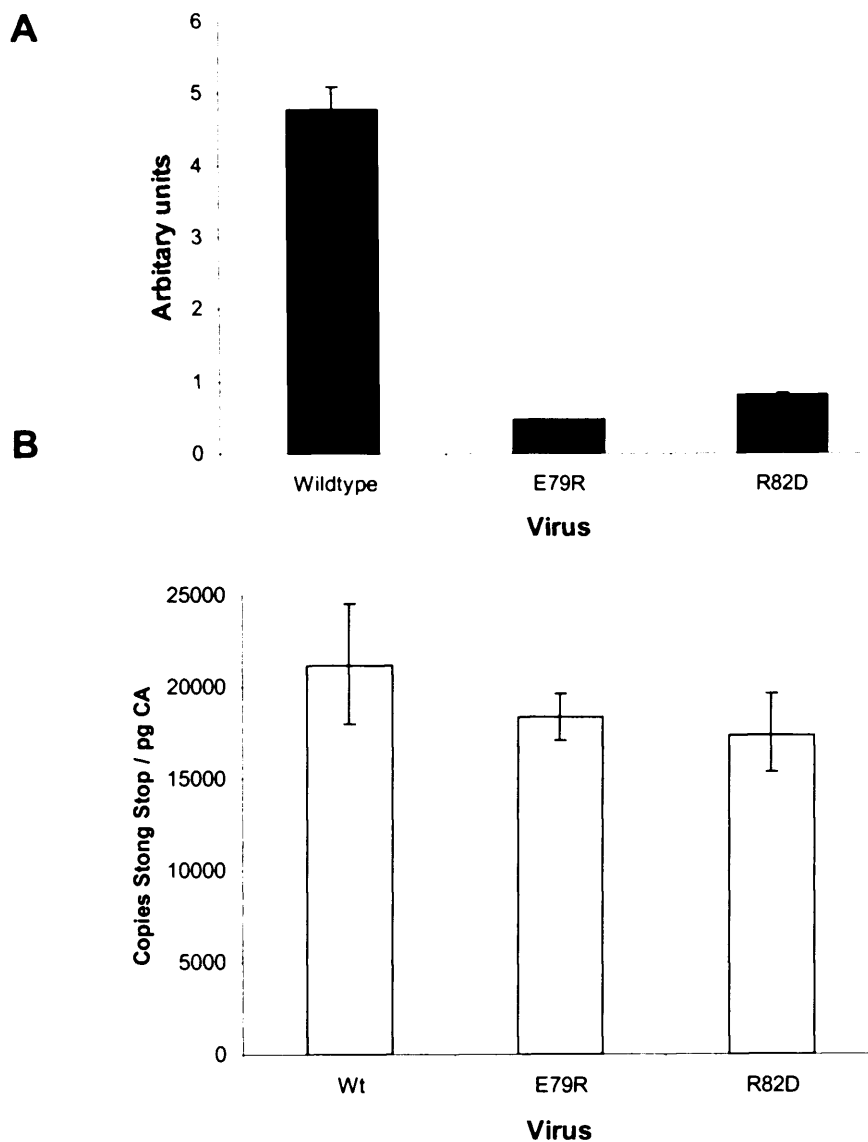 A
Arbitary units
6
5
4
3
2
1
0
Wildtype
E79R
R82D
Virus
B
Copies Stong Stop / pg CA
25000
20000
15000
10000
5000
0
Wt
E79R
R82D
Virus